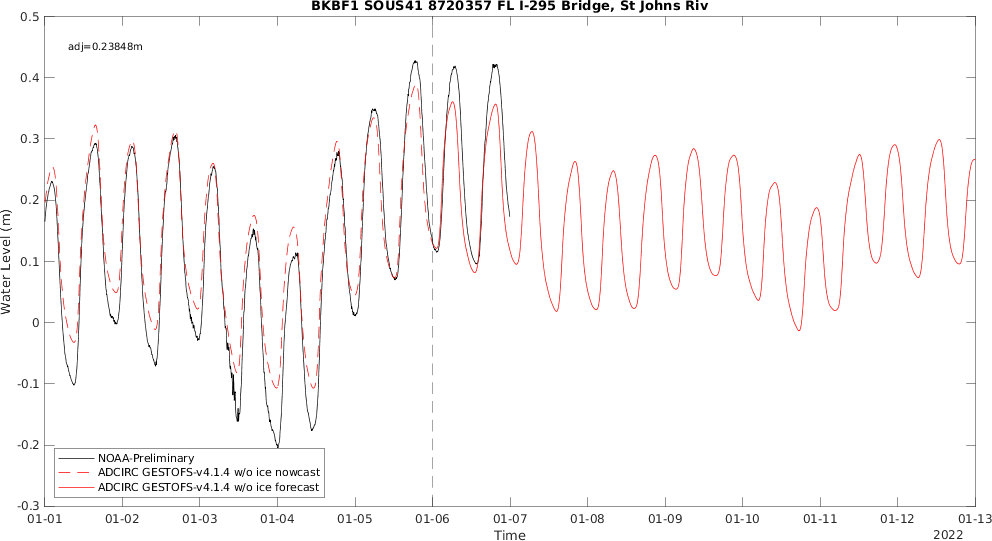 BKBF1 SOUS41 8720357 FL I-295 Bridge, St Johns Riv
adj=0.23848m
Water Level (m)
0.5
0.4
0.3
0.2
0.1
0
-0.1
-0.2
-0.3
NOAA-Preliminary
ADCIRC GESTOFS-v4.1.4 w/o ice nowcast
ADCIRC GESTOFS-v4.1.4 w/o ice forecast
01-01 01-02 01-03 01-04 01-05 01-06 01-07 01-08 01-09 01-10 01-11 01-12 01-13
Time
2022